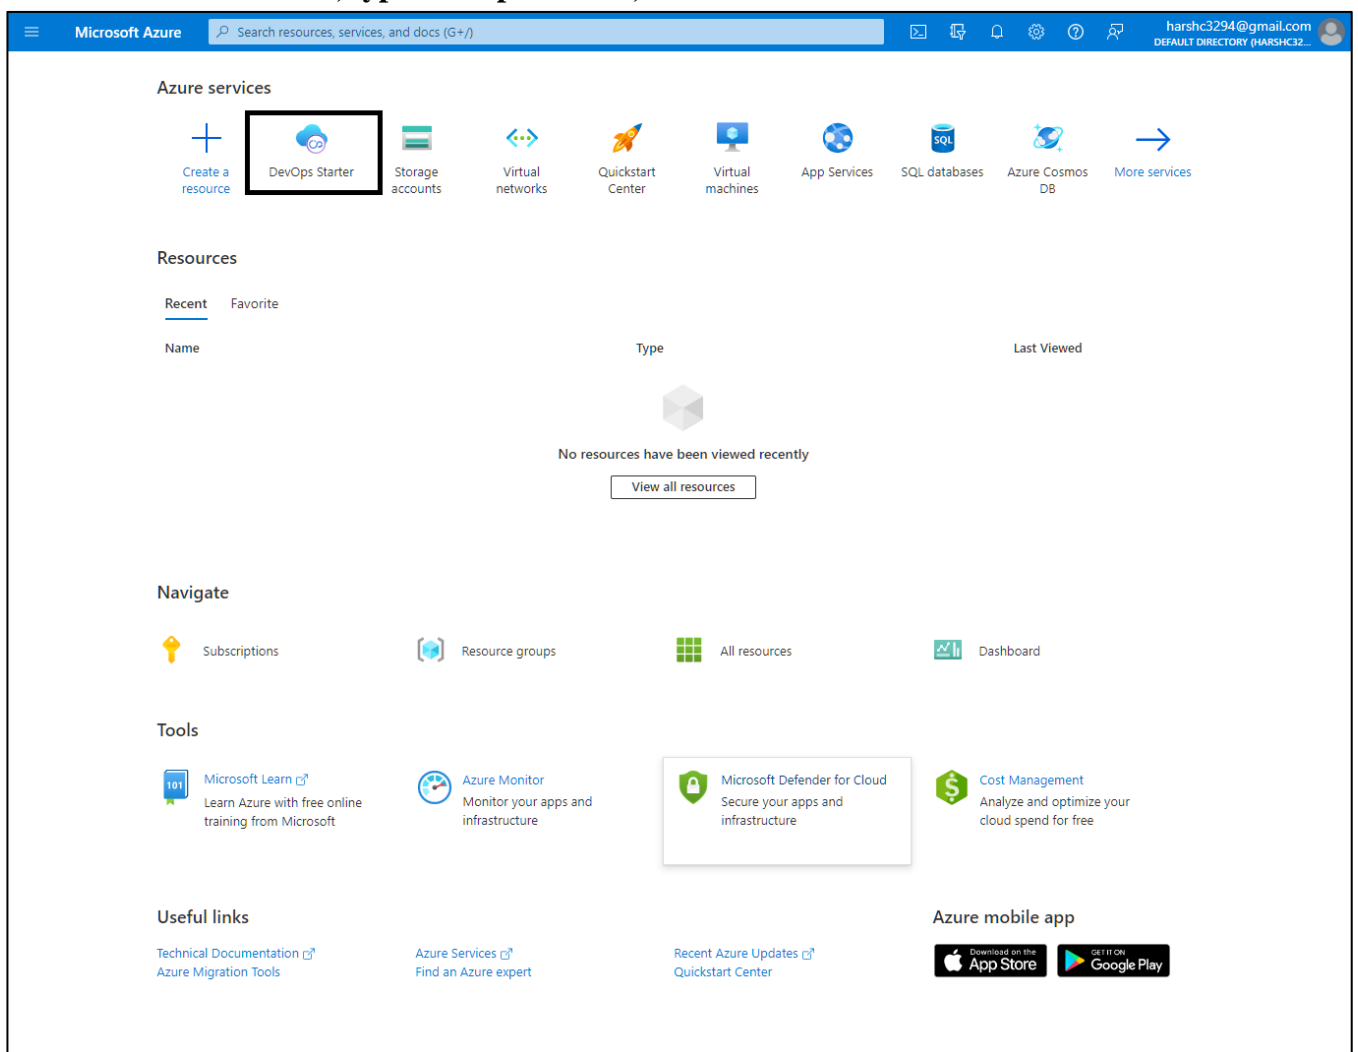 Microsoft Azure
Search resources, services, and docs (G+/)
harshc3294@gmail.com
DEFAULT DIRECTORY (HARSHC32...
Azure services
Create a resource
DevOps Starter
Storage accounts
Virtual networks
Quickstart Center
Virtual machines
App Services
SQL
SQL databases
Azure Cosmos DB
More services
Resources
Recent Favorite
Name Type Last Viewed
No resources have been viewed recently
View all resources
Navigate
Subscriptions
Resource groups
All resources
Dashboard
Tools
101
Microsoft Learn
Learn Azure with free online
training from Microsoft
Azure Monitor
Monitor your apps and
infrastructure
Microsoft Defender for Cloud
Secure your apps and
infrastructure
Cost Management
Analyze and optimize your
cloud spend for free
Useful links
Technical Documentation
Azure Migration Tools
Azure Services
Find an Azure expert
Recent Azure Updates
Quickstart Center
Azure mobile app
Download on the
App Store
GET IT ON
Google Play